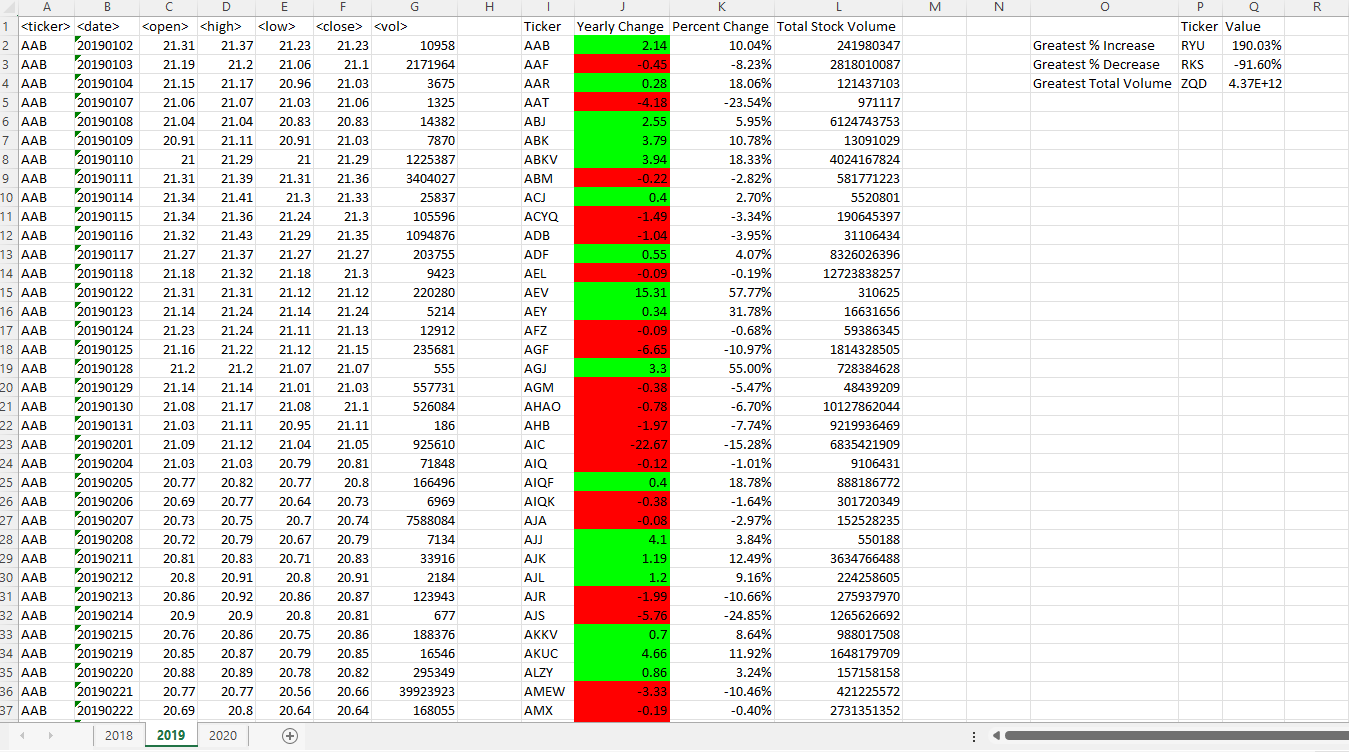 A B C D E F G H I J K L M N O P Q R
1 <ticker> <date> <open> <high> <low> <close> <vol> Ticker Yearly Change Percent Change Total Stock Volume Ticker Value
2 AAB 20190102 21.31 21.37 21.23 21.23 10958 AAB 2.14 10.04% 241980347 Greatest % Increase RYU 190.03%
3 AAB 20190103 21.19 21.2 21.06 21.1 2171964 AAF -0.45 -8.23% 2818010087 Greatest % Decrease RKS -91.60%
4 AAB 20190104 21.15 21.17 20.96 21.03 3675 AAR 0.28 18.06% 121437103 Greatest Total Volume ZQD 4.37E+12
5 AAB 20190107 21.06 21.07 21.03 21.06 1325 AAT -4.18 -23.54% 971117
6 AAB 20190108 21.04 21.04 20.83 20.83 14382 ABJ 2.55 5.95% 6124743753
7 AAB 20190109 20.91 21.11 20.91 21.03 7870 ABK 3.79 10.78% 13091029
8 AAB 20190110 21 21.29 21 21.29 1225387 ABKV 3.94 18.33% 4024167824
9 AAB 20190111 21.31 21.39 21.31 21.36 3404027 ABM -0.22 -2.82% 581771223
10 AAB 20190114 21.34 21.41 21.3 21.33 25837 ACJ 0.4 2.70% 5520801
11 AAB 20190115 21.34 21.36 21.24 21.3 105596 ACYQ -1.49 -3.34% 190645397
12 AAB 20190116 21.32 21.43 21.29 21.35 1094876 ADB -1.04 -3.95% 31106434
13 AAB 20190117 21.27 21.37 21.27 21.27 203755 ADF 0.55 4.07% 8326026396
14 AAB 20190118 21.18 21.32 21.18 21.3 9423 AEL -0.09 -0.19% 12723838257
15 AAB 20190122 21.31 21.31 21.12 21.12 220280 AEV 15.31 57.77% 310625
16 AAB 20190123 21.14 21.24 21.14 21.24 5214 AEY 0.34 31.78% 16631656
17 AAB 20190124 21.23 21.24 21.11 21.13 12912 AFZ -0.09 -0.68% 59386345
18 AAB 20190125 21.16 21.22 21.12 21.15 235681 AGF -6.65 -10.97% 1814328505
19 AAB 20190128 21.2 21.2 21.07 21.07 555 AGJ 3.3 55.00% 728384628
20 AAB 20190129 21.14 21.14 21.01 21.03 557731 AGM -0.38 -5.47% 48439209
21 AAB 20190130 21.08 21.17 21.08 21.1 526084 AHAO -0.78 -6.70% 10127862044
22 AAB 20190131 21.03 21.11 20.95 21.11 186 AHB -1.97 -7.74% 9219936469
23 AAB 20190201 21.09 21.12 21.04 21.05 925610 AIC -22.67 -15.28% 6835421909
24 AAB 20190204 21.03 21.03 20.79 20.81 71848 AIQ -0.12 -1.01% 9106431
25 AAB 20190205 20.77 20.82 20.77 20.8 166496 AIQF 0.4 18.78% 888186772
26 AAB 20190206 20.69 20.77 20.64 20.73 6969 AIQK -0.38 -1.64% 301720349
27 AAB 20190207 20.73 20.75 20.7 20.74 7588084 AJA -0.08 -2.97% 152528235
28 AAB 20190208 20.72 20.79 20.67 20.79 7134 AJJ 4.1 3.84% 550188
29 AAB 20190211 20.81 20.83 20.71 20.83 33916 AJK 1.19 12.49% 3634766488
30 AAB 20190212 20.8 20.91 20.8 20.91 2184 AJL 1.2 9.16% 224258605
31 AAB 20190213 20.86 20.92 20.86 20.87 123943 AJR -1.99 -10.66% 275937970
32 AAB 20190214 20.9 20.9 20.8 20.81 677 AJS -5.76 -24.85% 1265626692
33 AAB 20190215 20.76 20.86 20.75 20.86 188376 AKKV 0.7 8.64% 988017508
34 AAB 20190219 20.85 20.87 20.79 20.85 16546 AKUC 4.66 11.92% 1648179709
35 AAB 20190220 20.88 20.89 20.78 20.82 295349 ALZY 0.86 3.24% 157158158
36 AAB 20190221 20.77 20.77 20.56 20.66 39923923 AMEW -3.33 -10.46% 421225572
37 AAB 20190222 20.69 20.8 20.64 20.64 168055 AMX -0.19 -0.40% 2731351352
2018 2019 2020